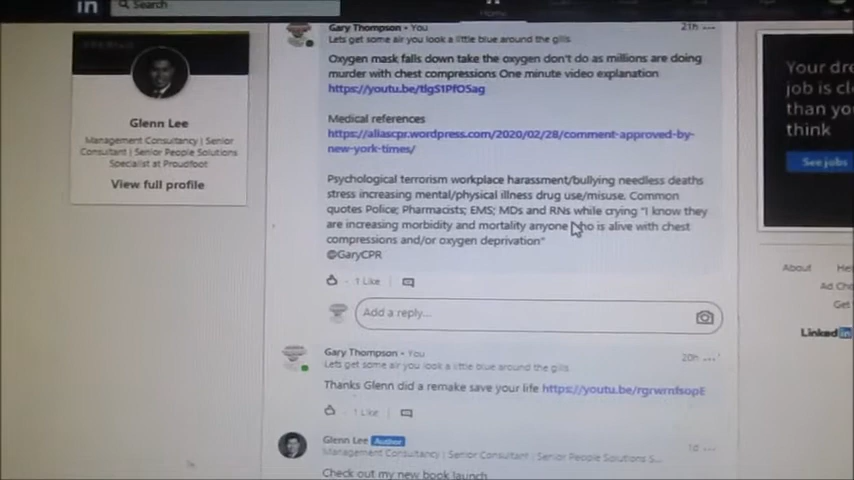 in
Search
Home
Glenn Lee
Management Consultancy | Senior
Consultant | Senior People Solutions
Specialist at Proudfoot
View full profile
Gary Thompson • You
21h ...
Lets get some air you look a little blue around the gills
Oxygen mask falls down take the oxygen don't do as millions are doing
murder with chest compressions One minute video explanation
https://youtu.be/tlgS1PfO5ag
Medical references
https://aliascpr.wordpress.com/2020/02/28/comment-approved-by-
new-york-times/
Psychological terrorism workplace harassment/bullying needless deaths
stress increasing mental/physical illness drug use/misuse. Common
quotes Police; Pharmacists; EMS; MDs and RNs while crying "I know they
are increasing morbidity and mortality anyone who is alive with chest
compressions and/or oxygen deprivation"
@GaryCPR
· 1 Like
Add a reply...
Gary Thompson • You
20h ...
Lets get some air you look a little blue around the gills
Thanks Glenn did a remake save your life https://youtu.be/rgrwrnfsopE
· 1 Like
Glenn Lee Author
1d ...
Management Consultancy | Senior Consultant | Senior People Solutions S...
Check out my new book launch
Your dre
job is cl
than you
think
See jobs
About
Hel
Ad Cho
Get
Linked in